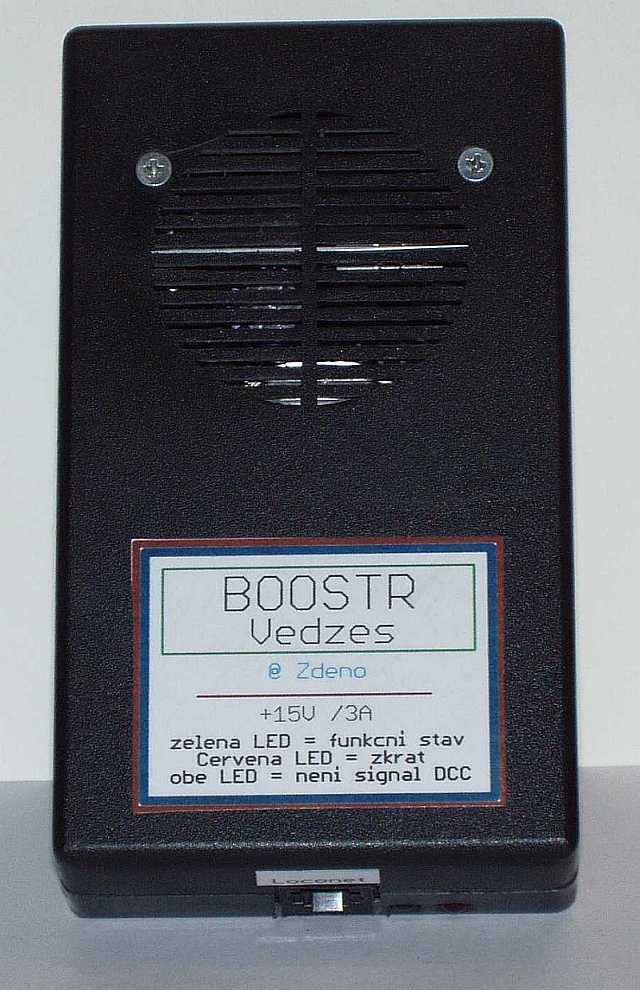 BOOSTR
Vedzes
@ Zdeno
+15V /3A
zelena LED = funkcni stav
Cervena LED = zkrat
obe LED = neni signal DCC
Loconet